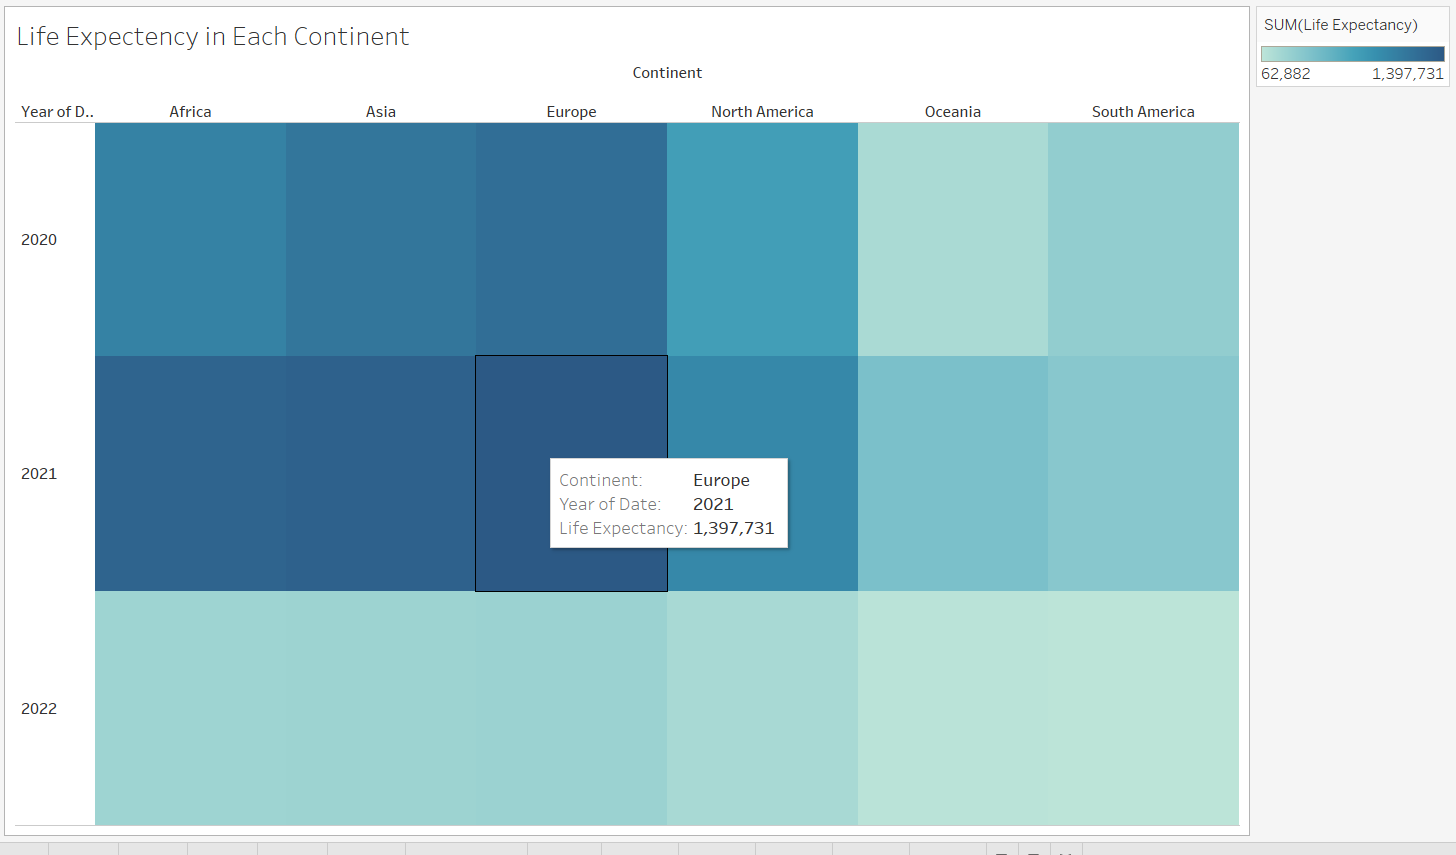 Life Expectency in Each Continent
SUM(Life Expectancy)
62,882 1,397,731
Continent
Year of D.. Africa Asia Europe North America Oceania South America
2020
2021
Continent: Europe
Year of Date: 2021
Life Expectancy: 1,397,731
2022